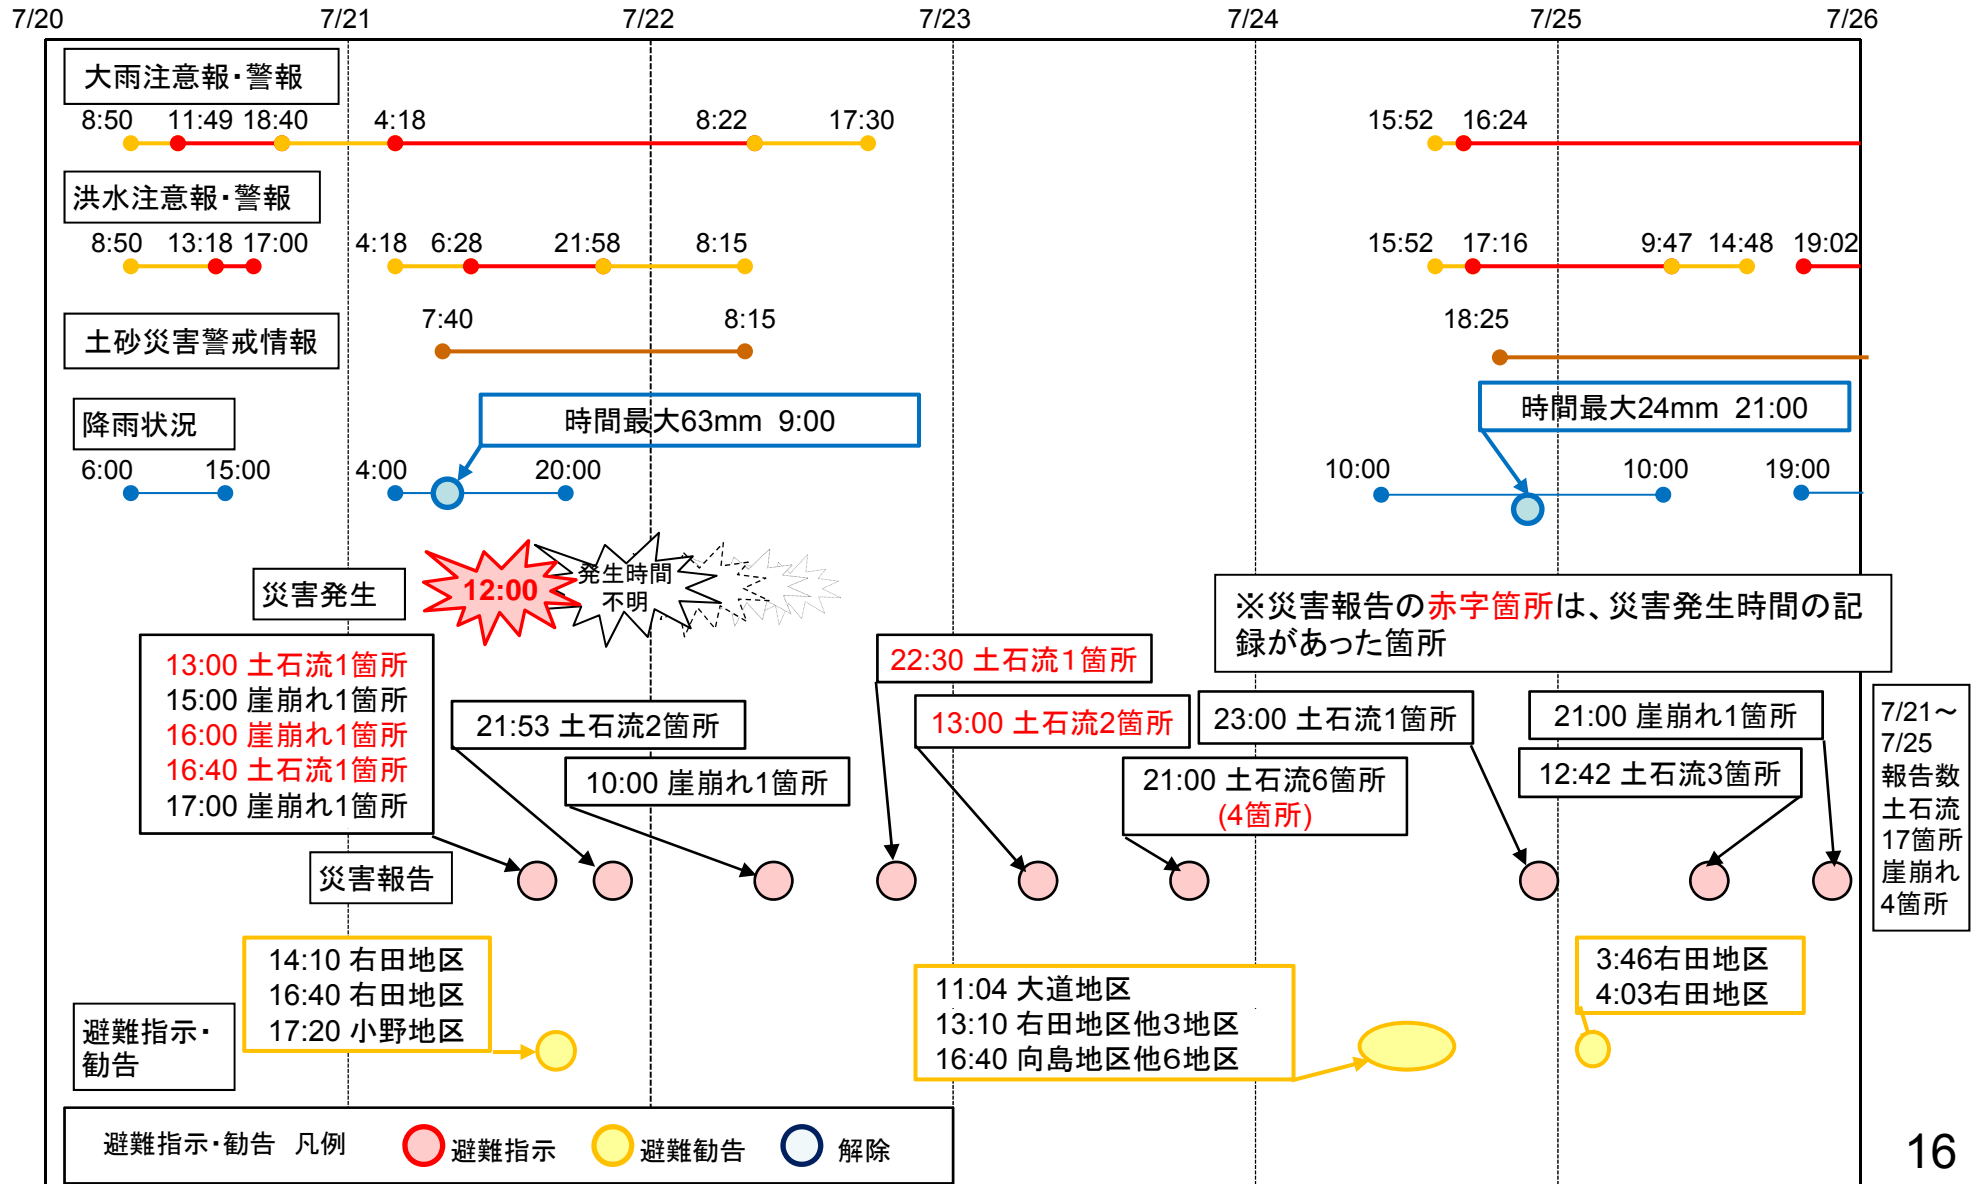 7/20
7/21
7/22
7/23
7/24
7/25
7/26
大雨注意報・警報
8:50
11:49
18:40
4:18
8:22
17:30
15:52
16:24
洪水注意報・警報
8:50
13:18
17:00
4:18
6:28
21:58
8:15
15:52
17:16
9:47
14:48
19:02
土砂災害警戒情報
7:40
8:15
18:25
降雨状況
時間最大63mm 9:00
時間最大24mm 21:00
6:00
15:00
4:00
20:00
10:00
10:00
19:00
災害発生
12:00
発生時間
不明
※災害報告の赤字箇所は、災害発生時間の記
録があった箇所
13:00 土石流1箇所
15:00 崖崩れ1箇所
16:00 崖崩れ1箇所
16:40 土石流1箇所
17:00 崖崩れ1箇所
21:53 土石流2箇所
10:00 崖崩れ1箇所
22:30 土石流1箇所
13:00 土石流2箇所
21:00 土石流6箇所
(4箇所)
23:00 土石流1箇所
21:00 崖崩れ1箇所
12:42 土石流3箇所
7/21～
7/25
報告数
土石流
17箇所
崖崩れ
4箇所
災害報告
14:10 右田地区
16:40 右田地区
17:20 小野地区
11:04 大道地区
13:10 右田地区他3地区
16:40 向島地区他6地区
3:46右田地区
4:03右田地区
避難指示・
勧告
避難指示・勧告 凡例
避難指示
避難勧告
解除
16